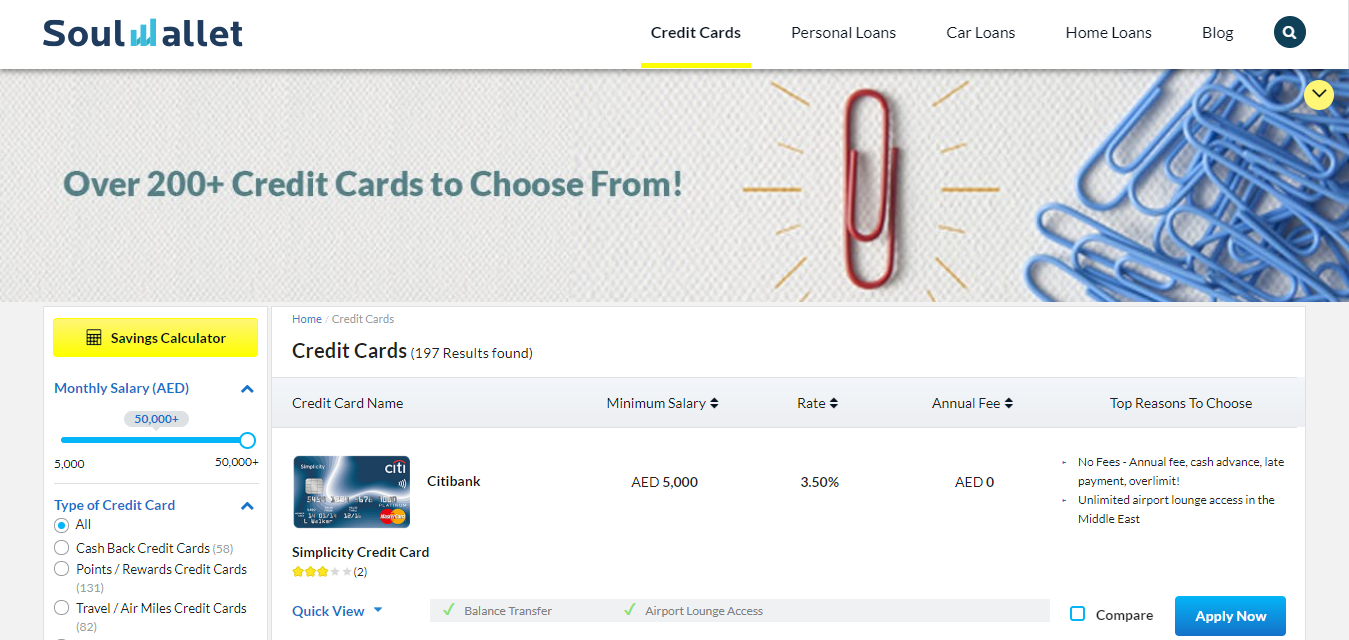 Soulwallet
Credit Cards
Personal Loans
Car Loans
Home Loans
Blog
Over 200+ Credit Cards to Choose From!
Savings Calculator
Monthly Salary (AED)
50,000+
5,000
50,000+
Type of Credit Card
All
Cash Back Credit Cards (58)
Points / Rewards Credit Cards
(131)
Travel / Air Miles Credit Cards
(82)
Home / Credit Cards
Credit Cards (197 Results found)
Credit Card Name
Minimum Salary
Rate
Annual Fee
Top Reasons To Choose
Simplicity
citi
PLATINUM
L Walker
MasterCard
Citibank
AED 5,000
3.50%
AED 0
No Fees - Annual fee, cash advance, late
payment, overlimit!
Unlimited airport lounge access in the
Middle East
Simplicity Credit Card
(2)
Quick View
Balance Transfer
Airport Lounge Access
Compare
Apply Now